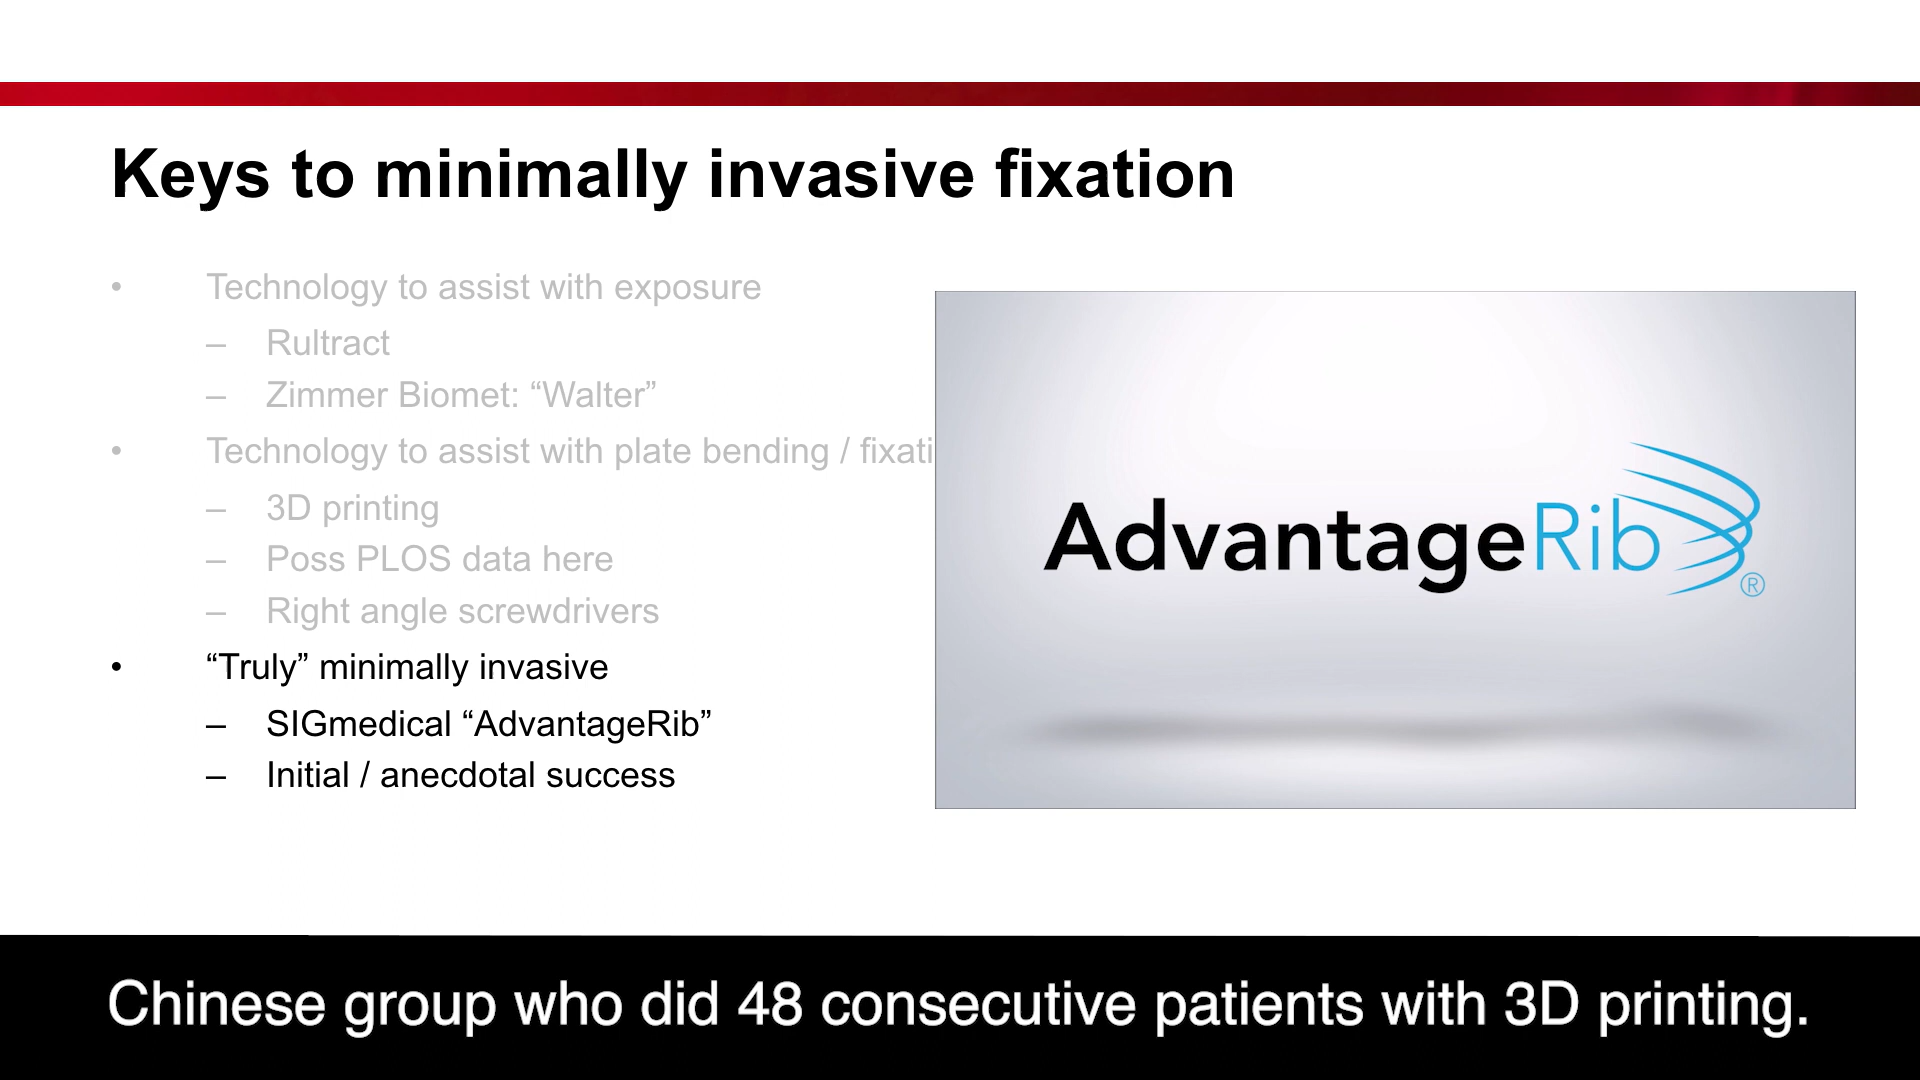 Keys to minimally invasive fixation
• Technology to assist with exposure
– Rultract
– Zimmer Biomet: “Walter”
• Technology to assist with plate bending / fixati
– 3D printing
– Poss PLOS data here
– Right angle screwdrivers
• “Truly” minimally invasive
– SIGmedical “AdvantageRib”
– Initial / anecdotal success
AdvantageRib®
Chinese group who did 48 consecutive patients with 3D printing.